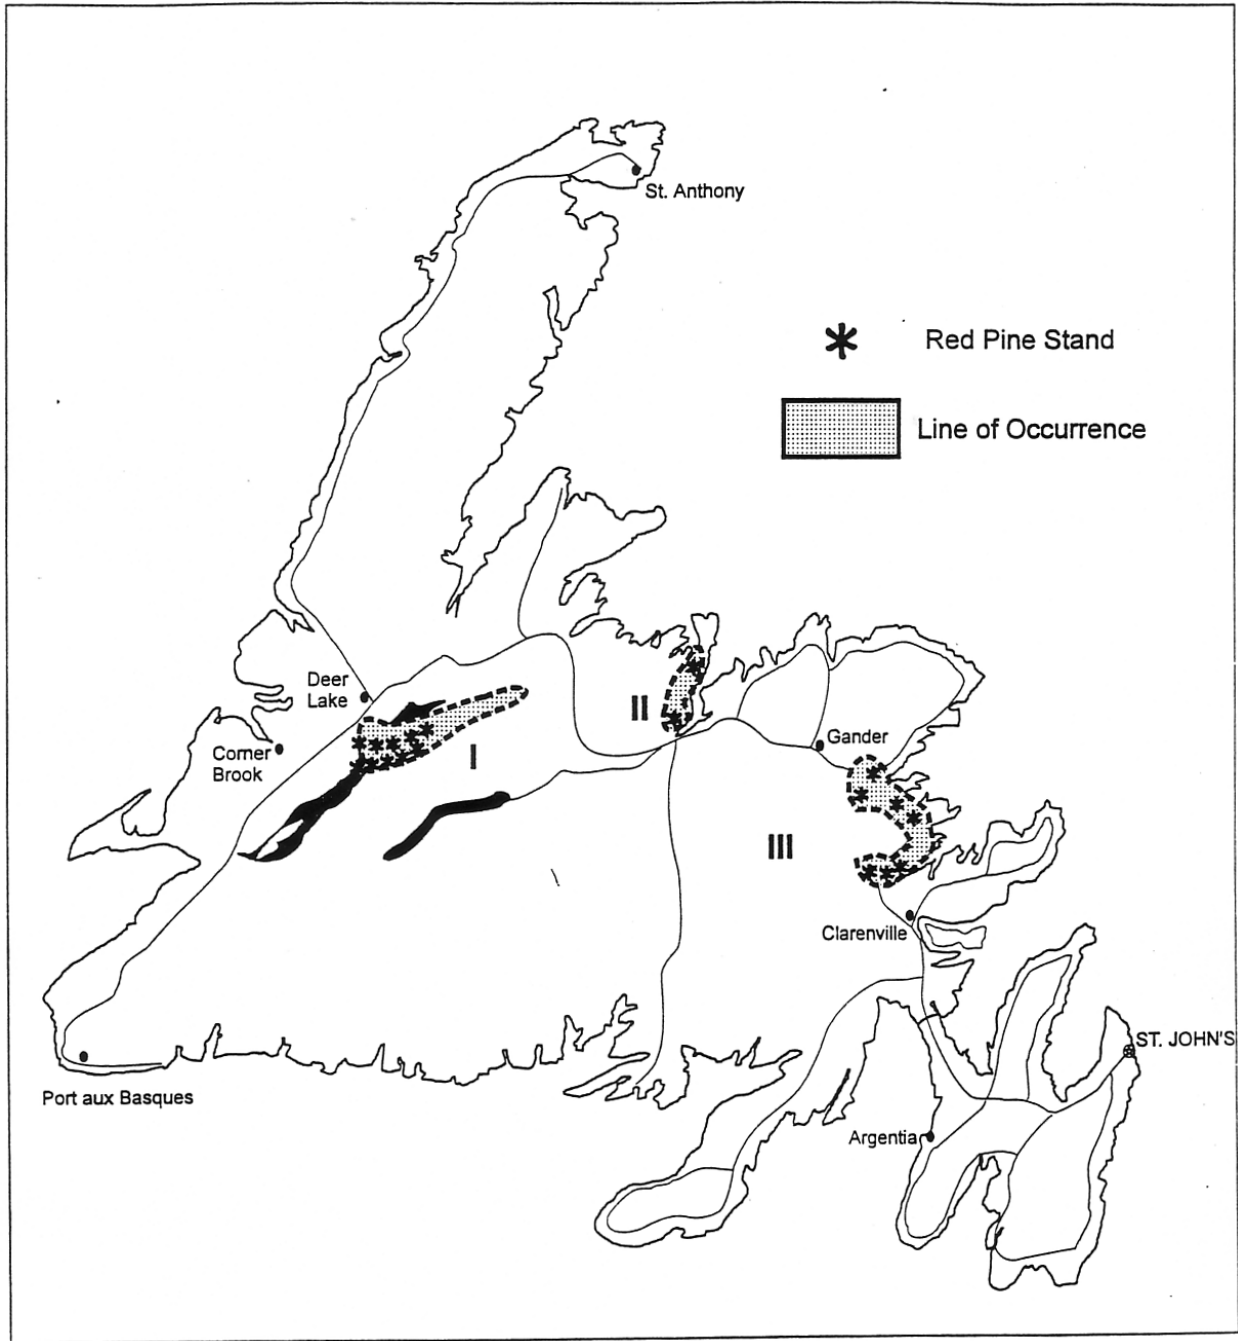 St. Anthony
Red Pine Stand
Line of Occurrence
Deer
Lake
II
Corner
Brook
I
Gander
III
Clarenville
ST. JOHN'S
Port aux Basques
Argentia